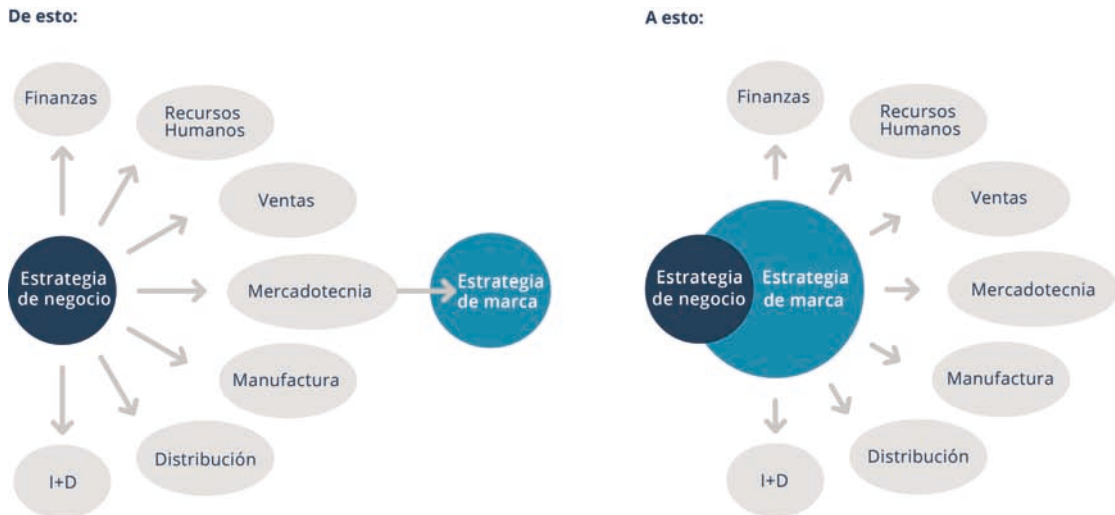 De esto:
Finanzas
Recursos
Humanos
Ventas
Estrategia
de negocio
Mercadotecnia
Estrategia
de marca
Manufactura
Distribución
I+D
A esto:
Finanzas
Recursos
Humanos
Ventas
Estrategia
de negocio
Estrategia
de marca
Mercadotecnia
Manufactura
Distribución
I+D